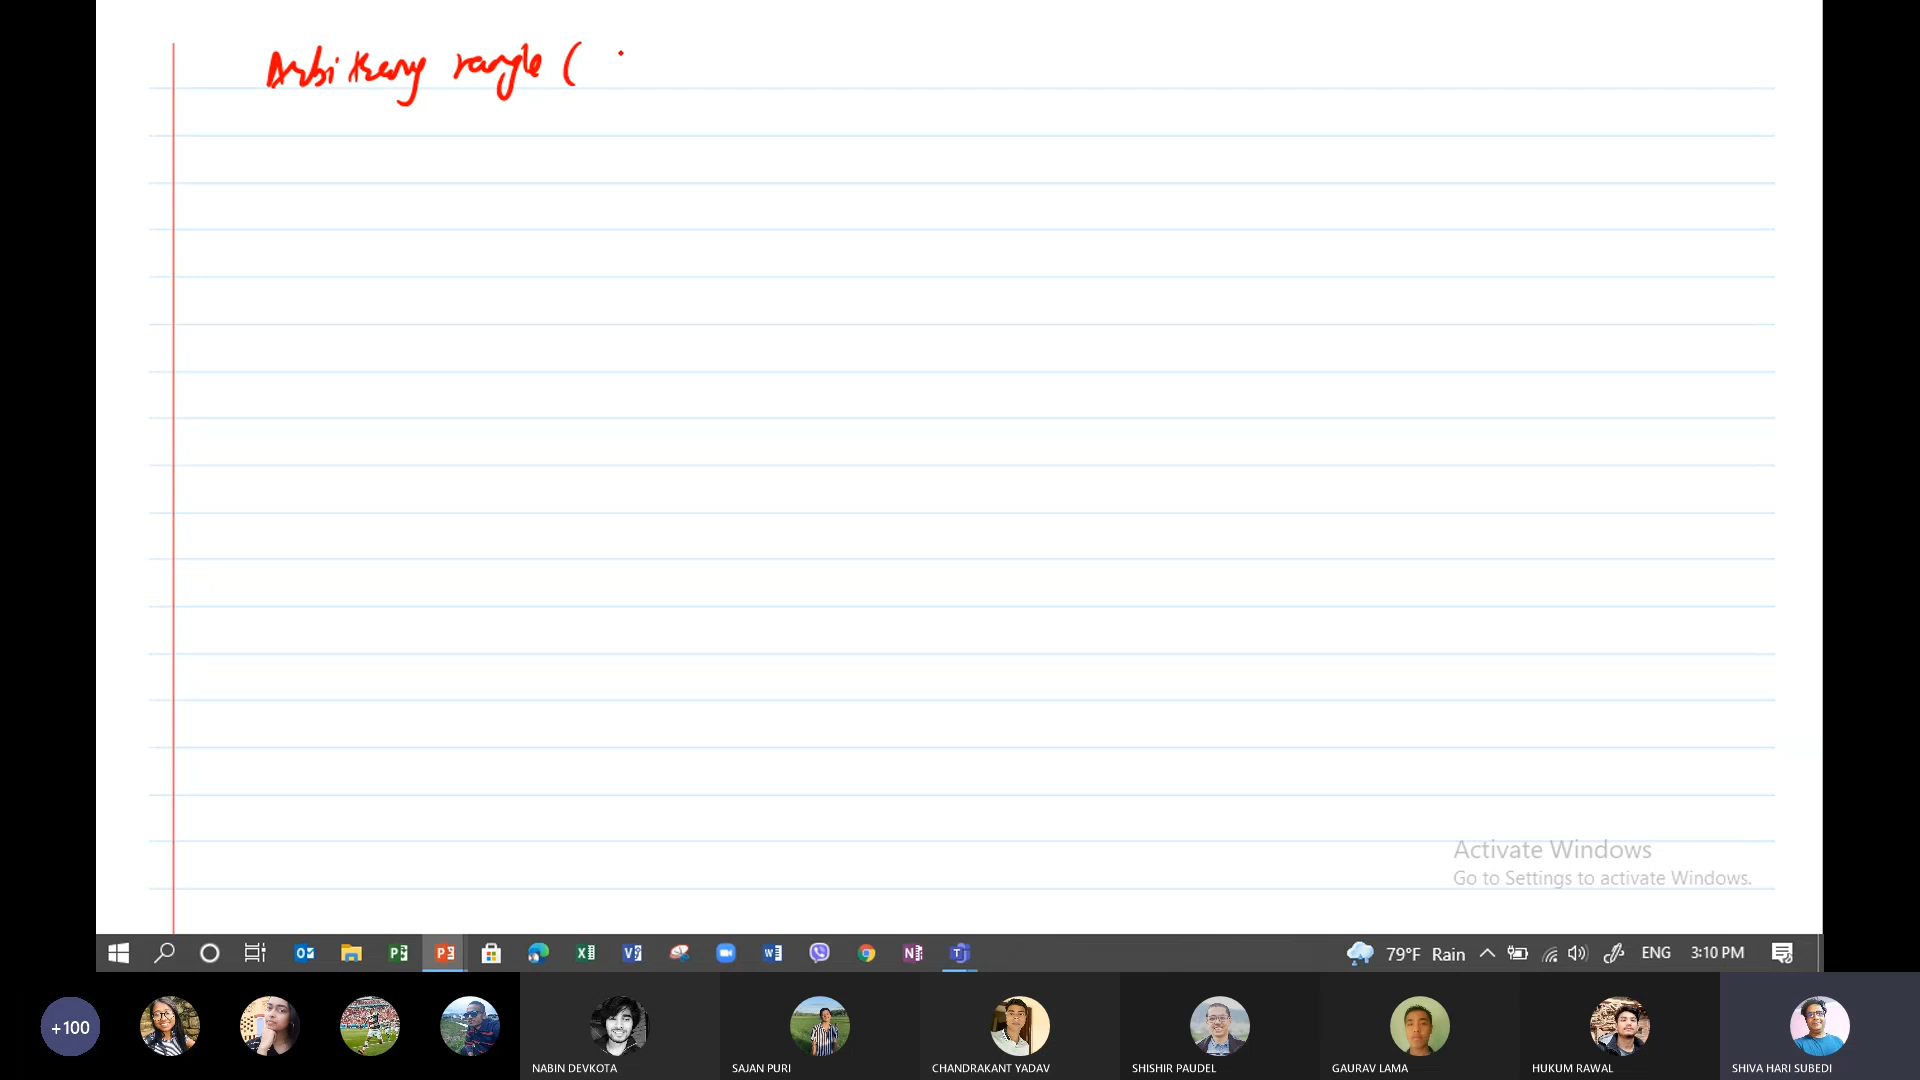 Arbitrary rangle (
Activate Windows
Go to Settings to activate Windows.
79°F Rain ENG 3:10 PM
+100
NABIN DEVKOTA
SAJAN PURI
CHANDRAKANT YADAV
SHISHIR PAUDEL
GAURAV LAMA
HUKUM RAWAL
SHIVA HARI SUBEDI